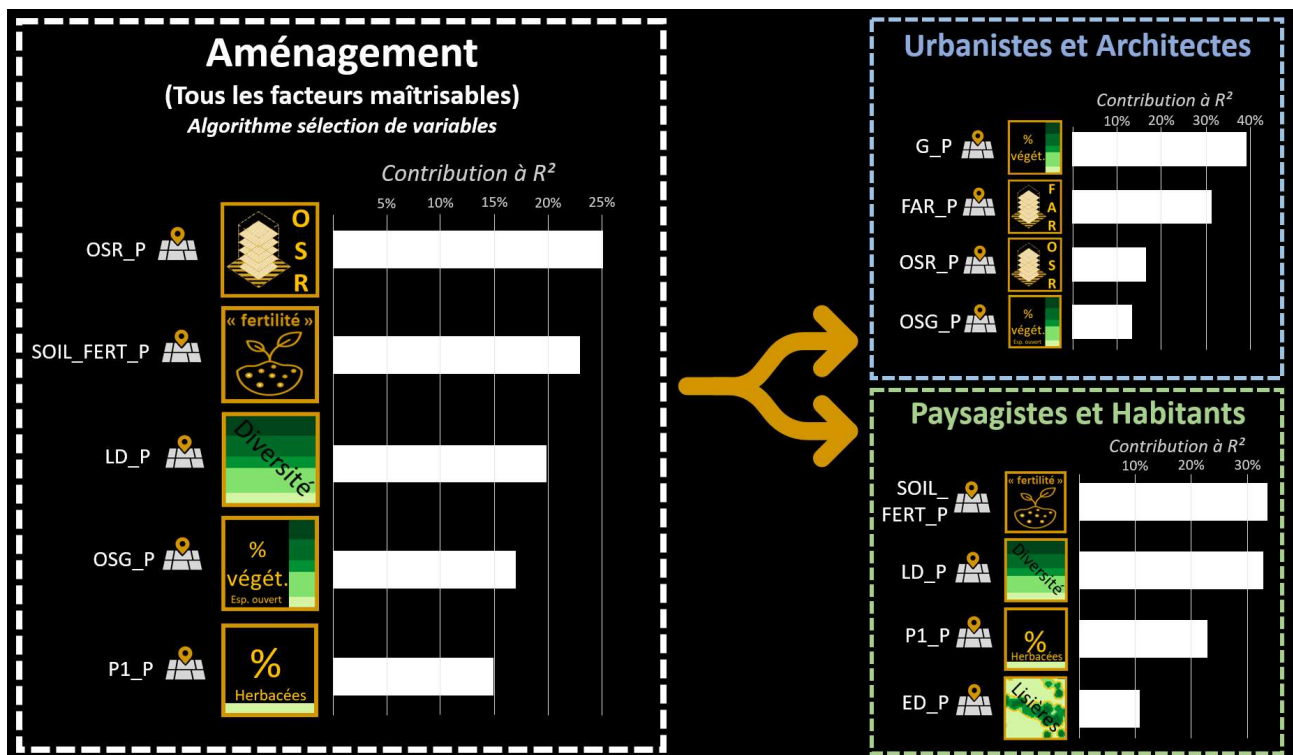 Aménagement
(Tous les facteurs maîtrisables)
Algorithme sélection de variables
Contribution à R²
5% 10% 15% 20% 25%
OSR_P
O
S
R
SOIL_FERT_P
« fertilité »
LD_P
Diversité
OSG_P
%
végét.
Esp. ouvert
P1_P
%
Herbacées
Urbanistes et Architectes
Contribution à R²
10% 20% 30% 40%
G_P
%
végét.
FAR_P
F
A
R
OSR_P
O
S
R
OSG_P
%
végét.
Esp. ouvert
Paysagistes et Habitants
Contribution à R²
10% 20% 30%
SOIL_
FERT_P
« fertilité »
LD_P
Diversité
P1_P
%
Herbacées
ED_P
Lisières